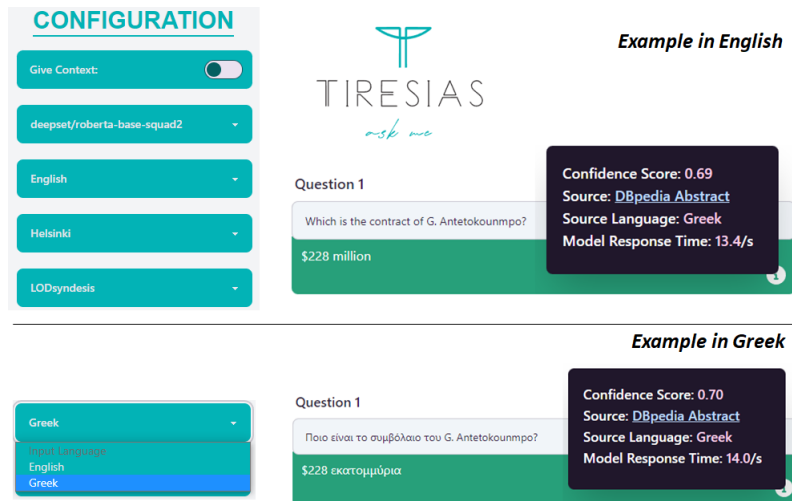 CONFIGURATION
Give Context:
deepset/roberta-base-squad2
English
Helsinki
LODsyndesis
TIRESIAS
ask me
Example in English
Question 1
Which is the contract of G. Antetokounmpo?
$228 million
Confidence Score: 0.69
Source: DBpedia Abstract
Source Language: Greek
Model Response Time: 13.4/s
Example in Greek
Greek
Input Language
English
Greek
Question 1
Ποιο είναι το συμβόλαιο του G. Antetokounmpo?
$228 εκατομμύρια
Confidence Score: 0.70
Source: DBpedia Abstract
Source Language: Greek
Model Response Time: 14.0/s